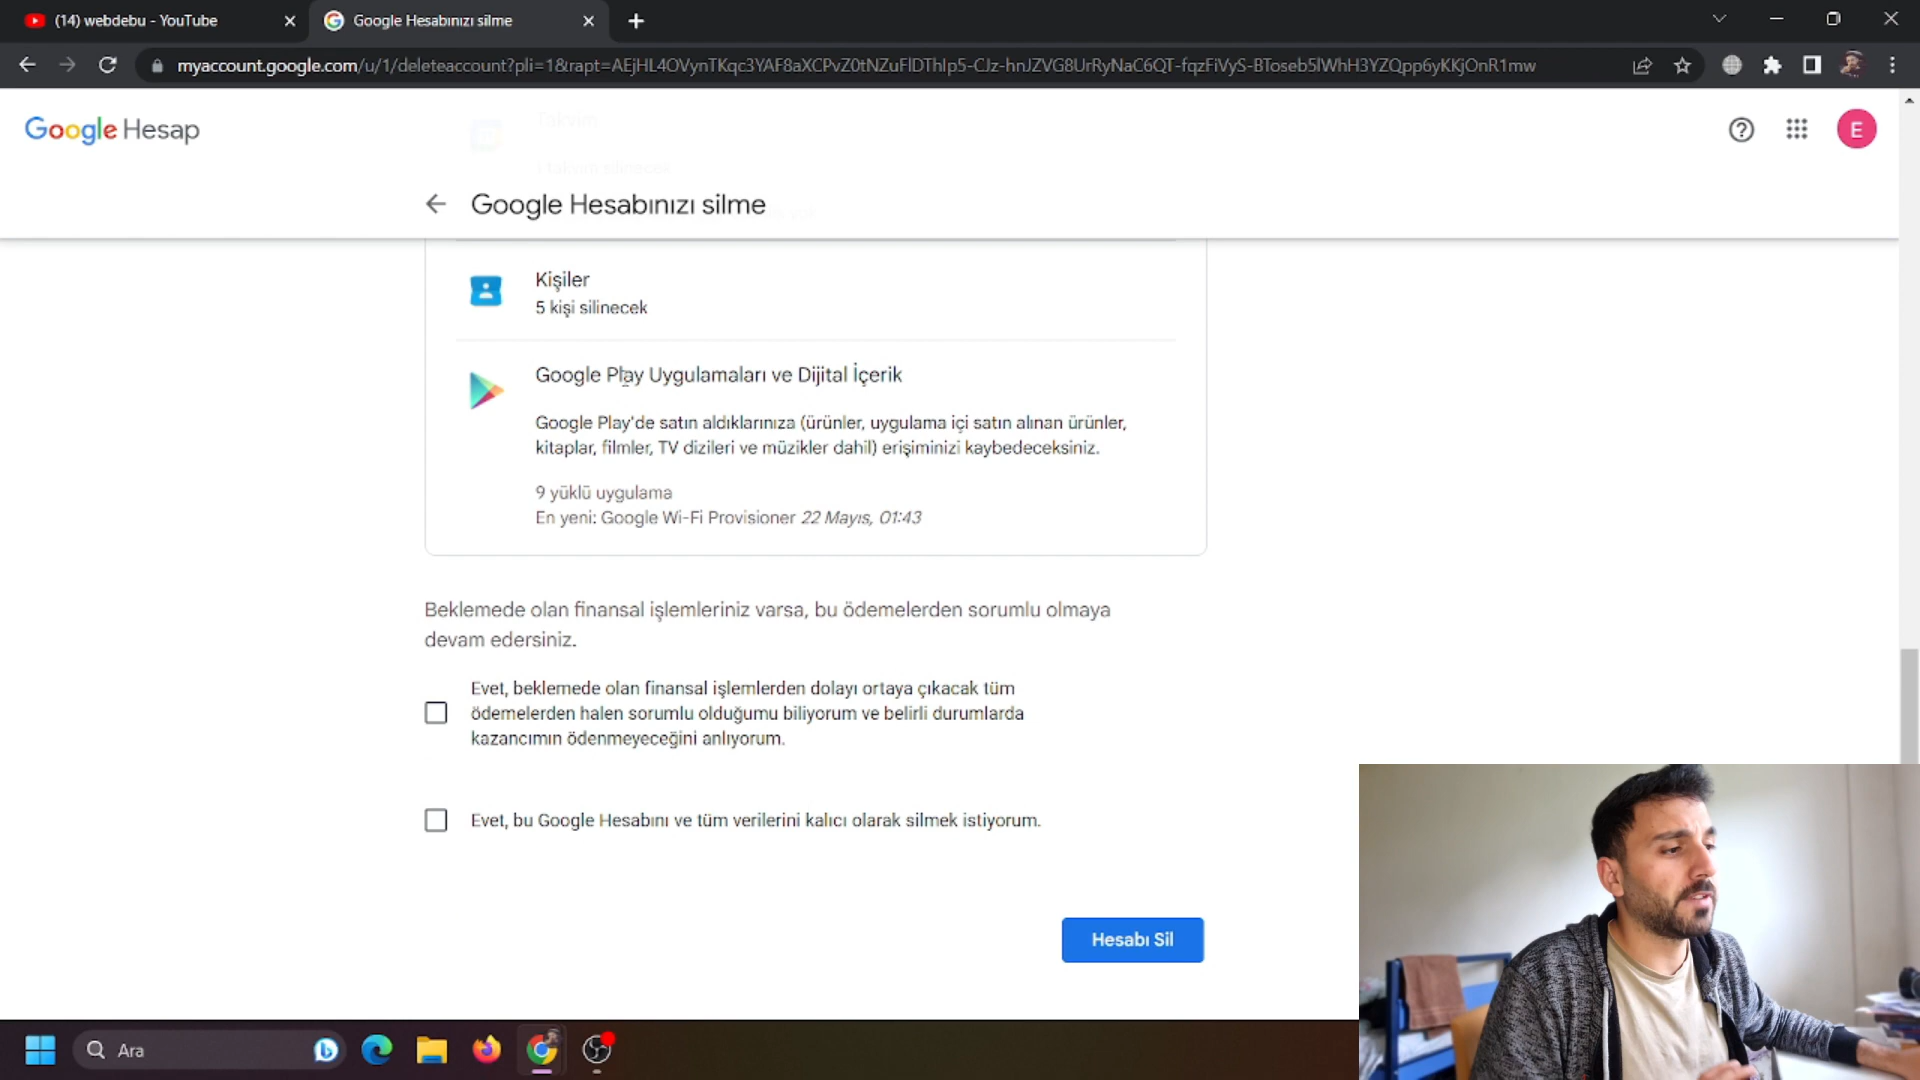 (14) webdebu - YouTube
Google Hesabınızı silme
myaccount.google.com/u/1/deleteaccount?pli=1&rapt=AEjHL4OVynTKqc3YAF8aXCPvZ0tNZuFlDThIp5-CJz-hnJZVG8UrRyNaC6QT-fqzFiVyS-BToseb5lWhH3YZQpp6yKKjOnR1mw
Google Hesap
E
Takvim
1 takvim silinecek
Google Hesabınızı silme
Kişiler
5 kişi silinecek
Google Play Uygulamaları ve Dijital İçerik
Google Play'de satın aldıklarınıza (ürünler, uygulama içi satın alınan ürünler,
kitaplar, filmler, TV dizileri ve müzikler dahil) erişiminizi kaybedeceksiniz.
9 yüklü uygulama
En yeni: Google Wi-Fi Provisioner 22 Mayıs, 01:43
Beklemede olan finansal işlemleriniz varsa, bu ödemelerden sorumlu olmaya
devam edersiniz.
Evet, beklemede olan finansal işlemlerden dolayı ortaya çıkacak tüm
ödemelerden halen sorumlu olduğumu biliyorum ve belirli durumlarda
kazancımın ödenmeyeceğini anlıyorum.
Evet, bu Google Hesabını ve tüm verilerini kalıcı olarak silmek istiyorum.
Hesabı Sil
Ara